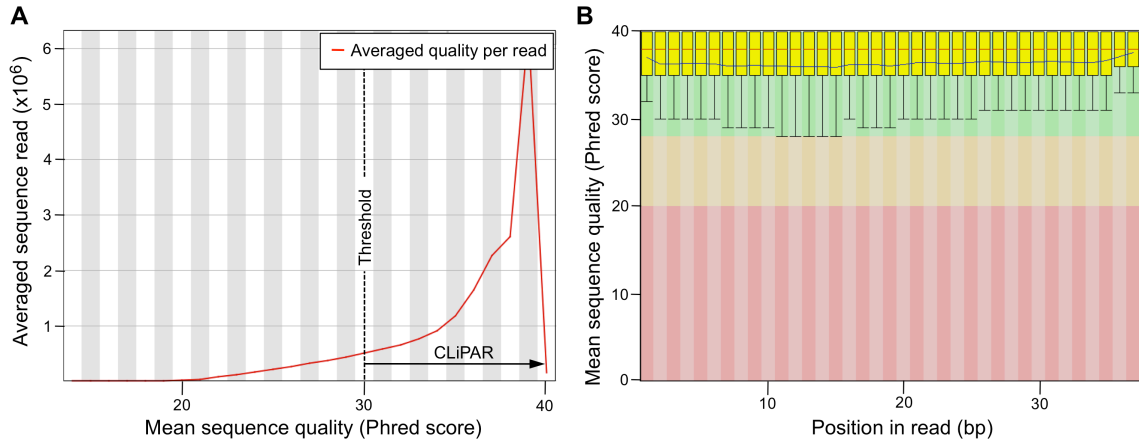 A
Averaged sequence read (x10⁶)
6
5
4
3
2
1
Averaged quality per read
Threshold
CLiPAR
20
30
40
Mean sequence quality (Phred score)
B
Mean sequence quality (Phred score)
40
30
20
10
0
10
20
30
Position in read (bp)